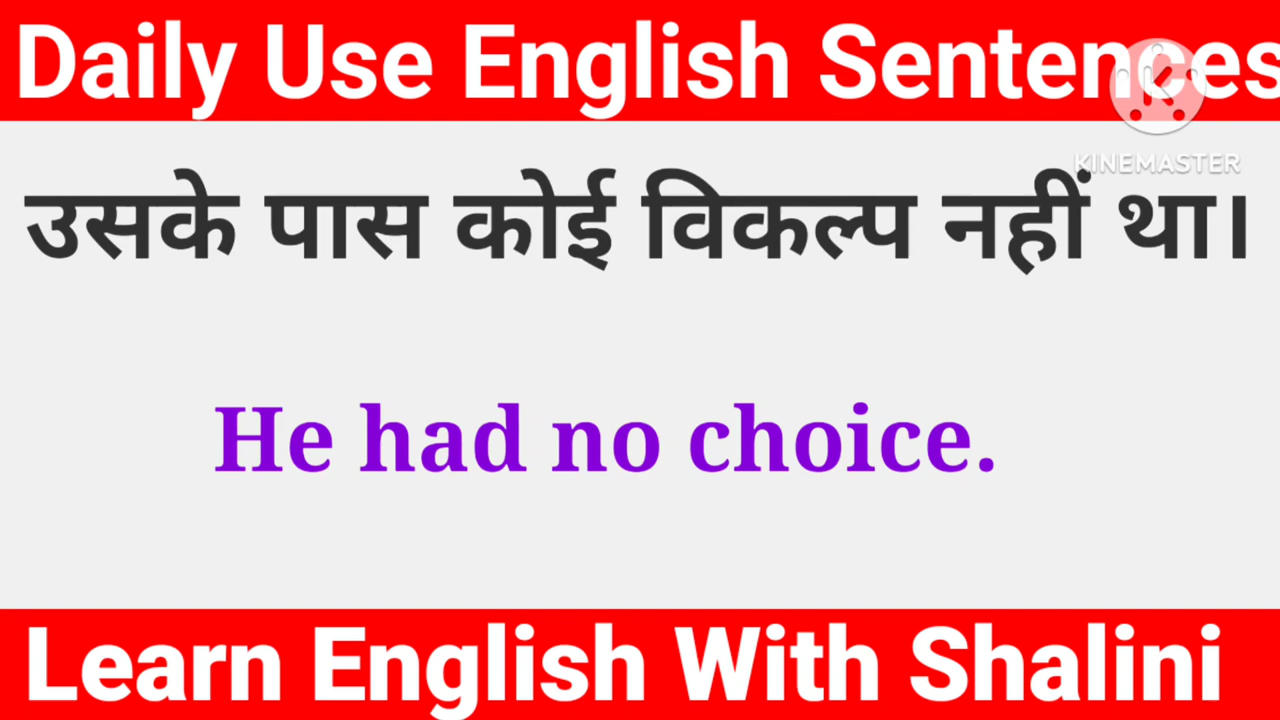 Daily Use English Sentences
KINEMASTER
उसके पास कोई विकल्प नहीं था।
He had no choice.
Learn English With Shalini